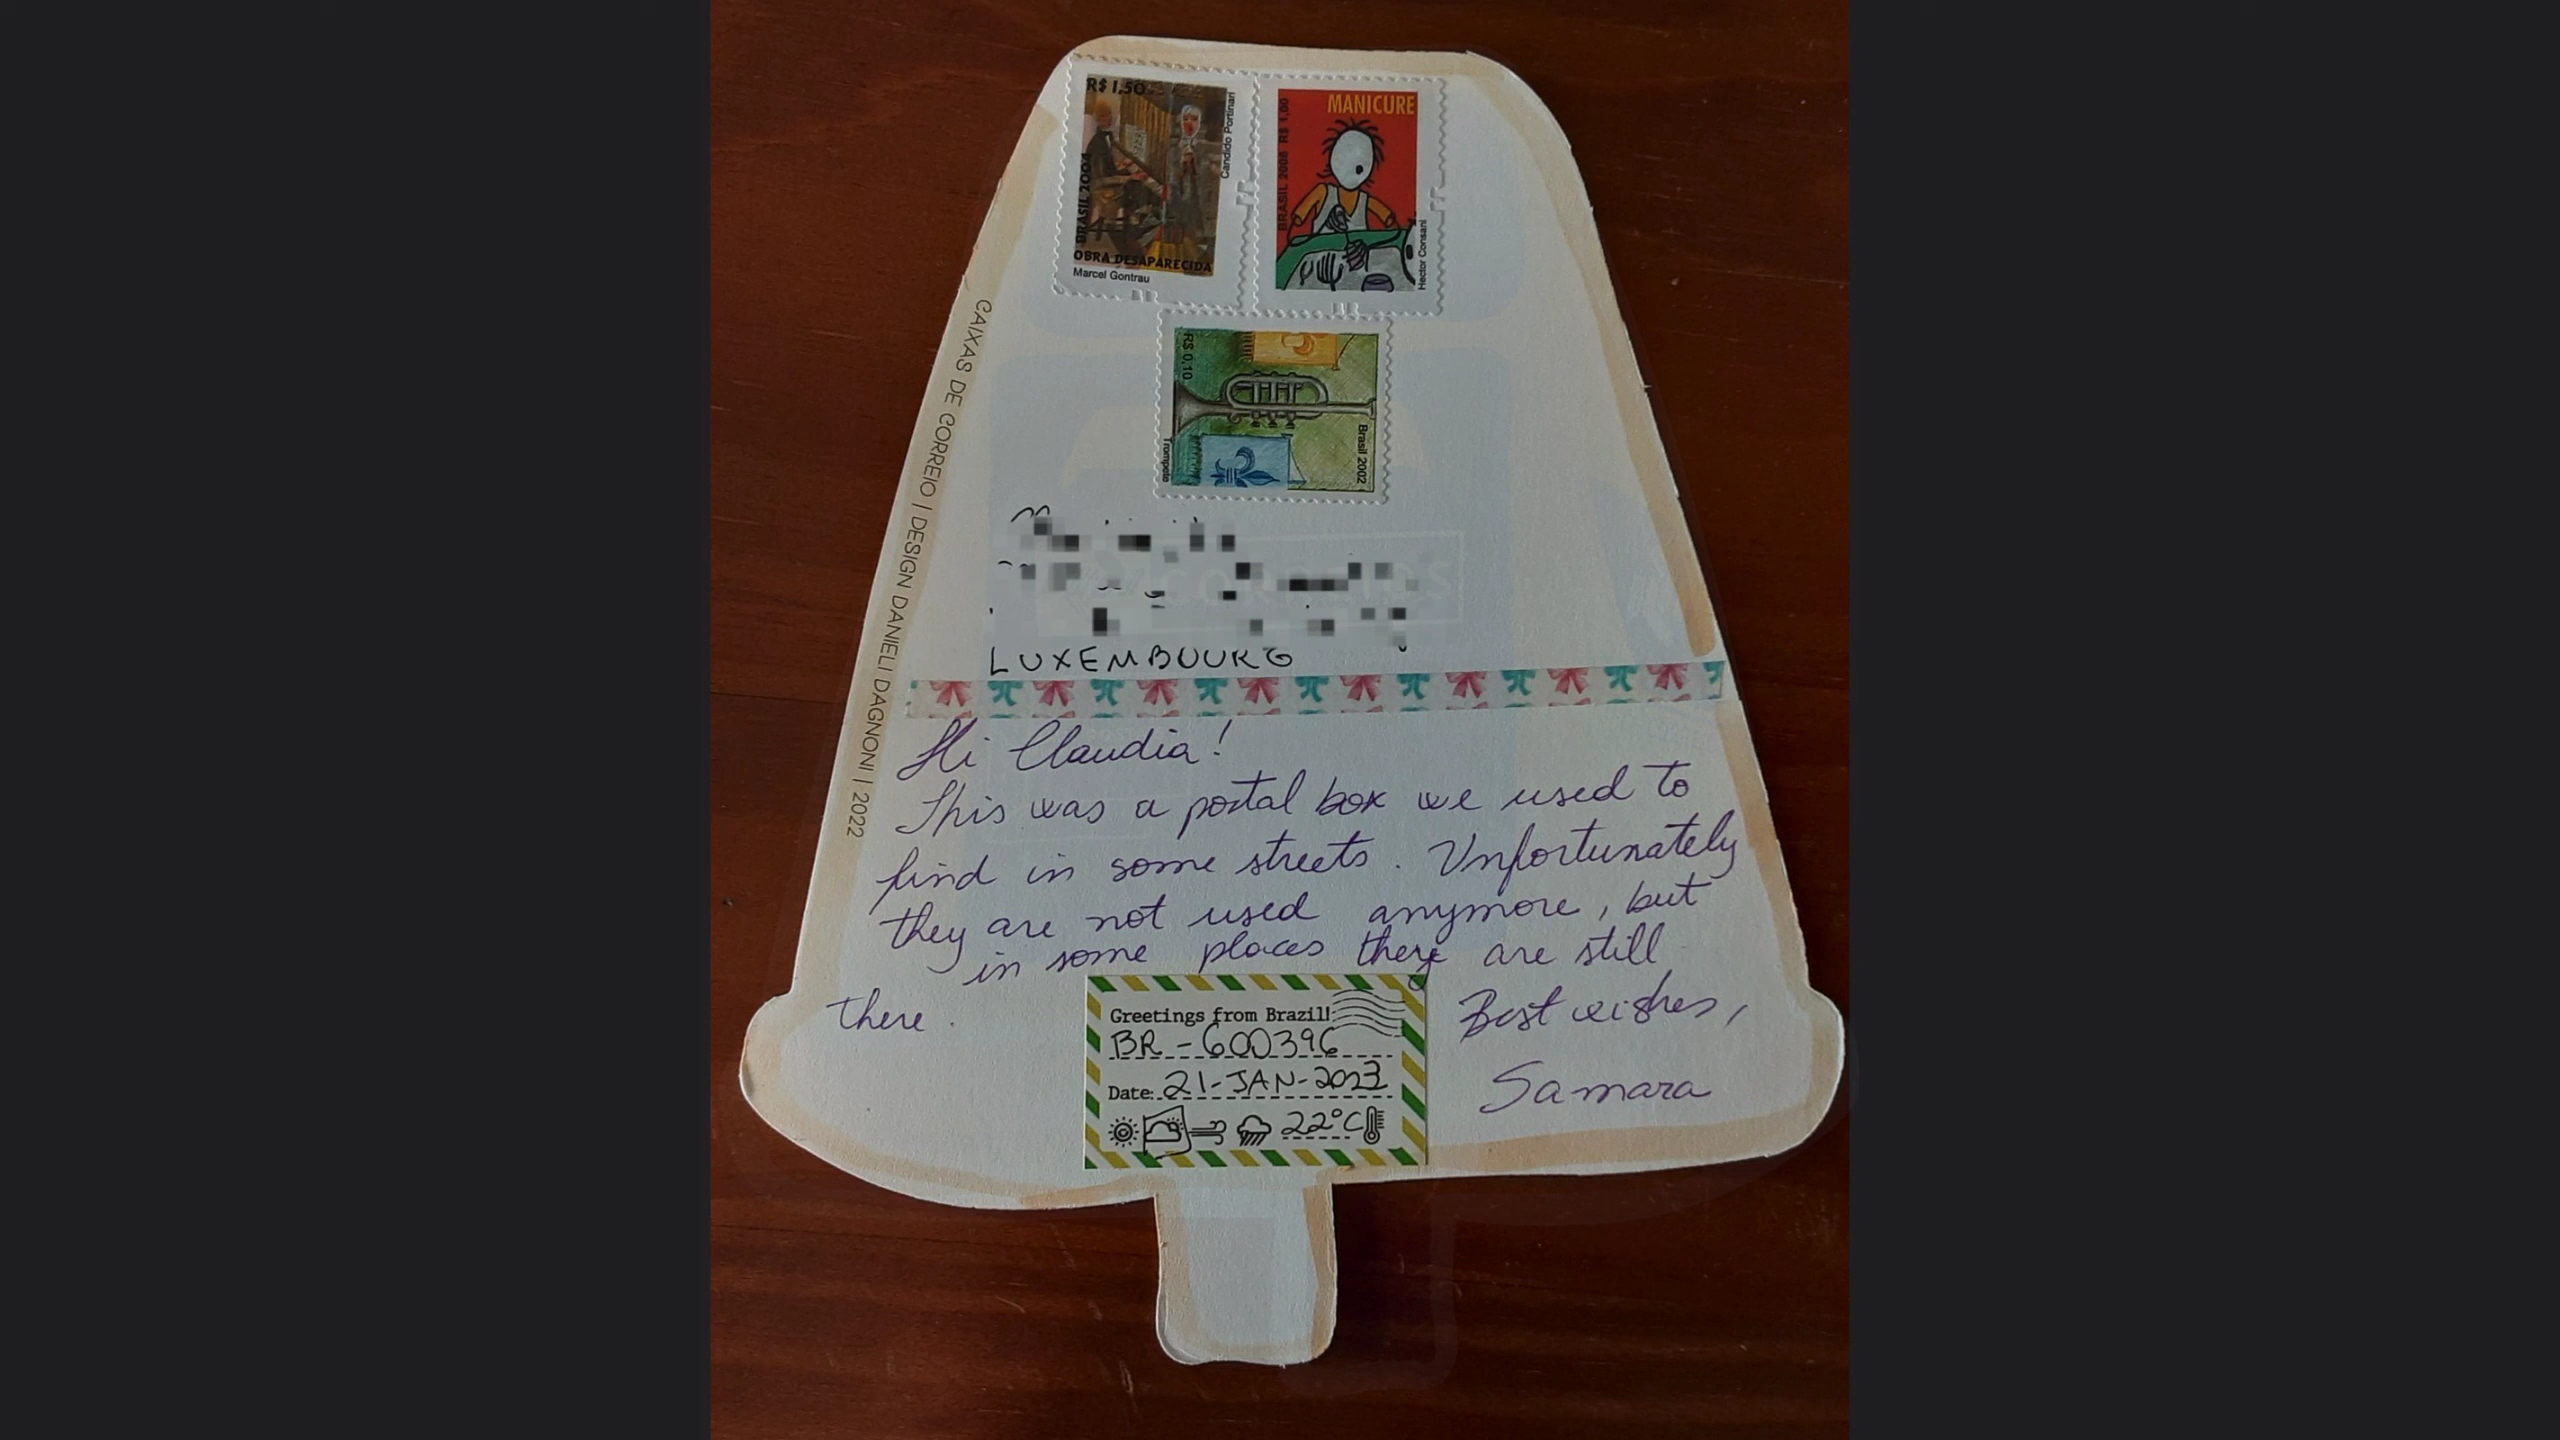 R$ 1,50
Candido Portinari
BRASIL 2004
OBRA DESAPARECIDA
Marcel Gontrau
MANICURE
BRASIL 2008 R$ 1,00
Hector Consani
R$ 0,10
Brasil 2002
Trompete
CAIXAS DE CORREIO | DESIGN DANIELI DAGNONI | 2022
LUXEMBOURG
Hi Claudia!
This was a postal box we used to
find in some streets. Unfortunately
they are not used anymore, but
in some places they are still
there.
Best wishes,
Samara
Greetings from Brazil!
BR-600396
Date: 21-JAN-2023
22°C